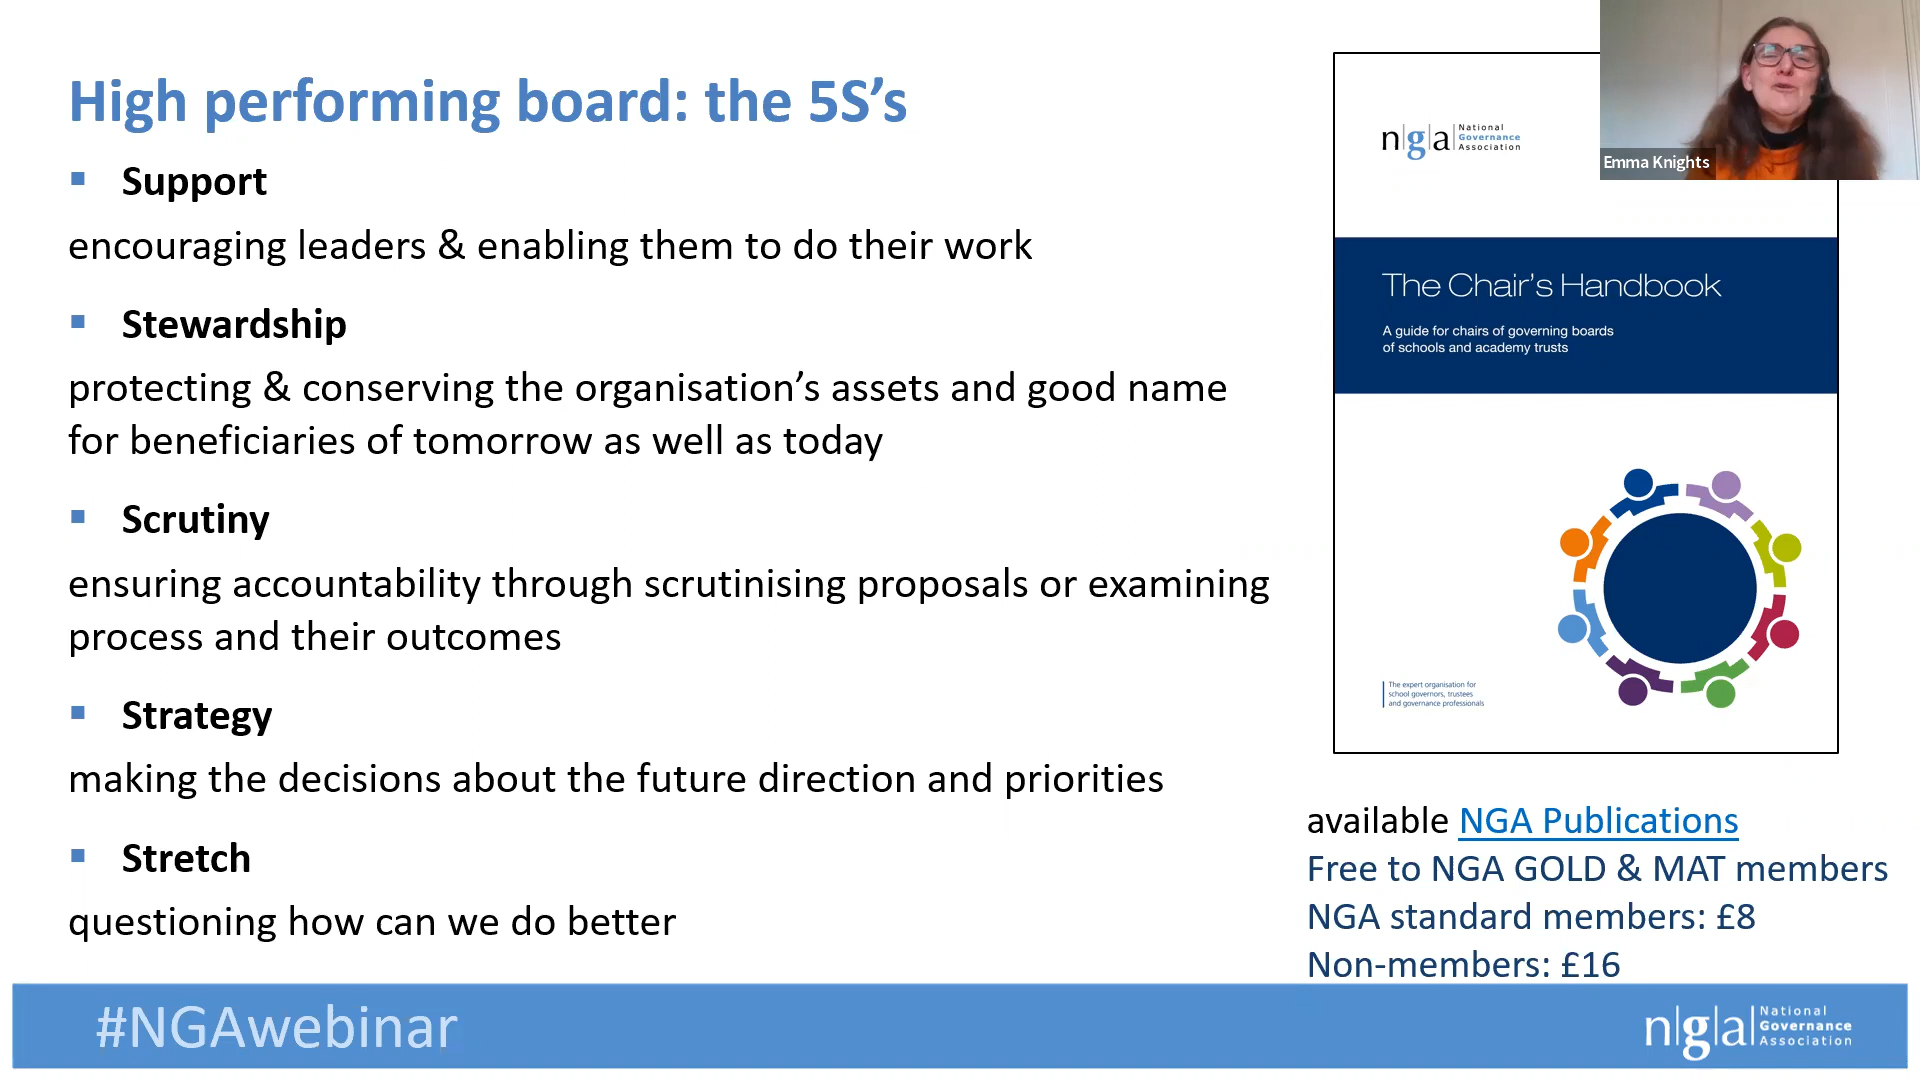 High performing board: the 5S’s
▪ Support
encouraging leaders & enabling them to do their work
▪ Stewardship
protecting & conserving the organisation’s assets and good name
for beneficiaries of tomorrow as well as today
▪ Scrutiny
ensuring accountability through scrutinising proposals or examining
process and their outcomes
▪ Strategy
making the decisions about the future direction and priorities
▪ Stretch
questioning how can we do better
n|g|a National
Governance
Association
The Chair’s Handbook
A guide for chairs of governing boards
of schools and academy trusts
The expert organisation for
school governors, trustees
and governance professionals
Emma Knights
available NGA Publications
Free to NGA GOLD & MAT members
NGA standard members: £8
Non-members: £16
#NGAwebinar
n|g|a National
Governance
Association